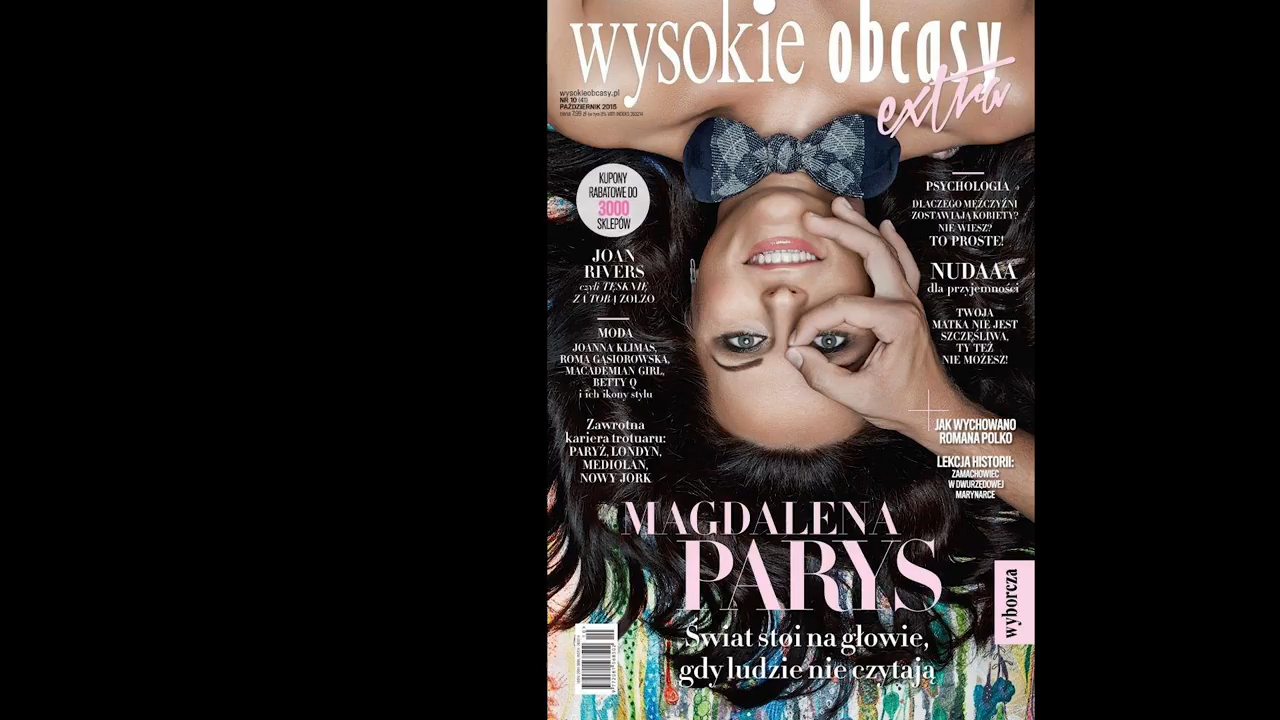 wysokie obcasy
extra
wysokieobcasy.pl
NR 10 (41)
PAŹDZIERNIK 2015
KUPONY
RABATOWE DO
3000
SKLEPÓW
JOAN
RIVERS
czyli TĘSKNIĘ
ZA TOBĄ ZOŁZO
MODA
JOANNA KLIMAS,
ROMA GĄSIOROWSKA,
MACADEMIAN GIRL,
BETTY Q
i ich ikony stylu
Zawrotna
kariera trotuaru:
PARYŻ, LONDYN,
MEDIOLAN,
NOWY JORK
PSYCHOLOGIA
DLACZEGO MĘŻCZYŹNI
ZOSTAWIAJĄ KOBIETY?
NIE WIESZ?
TO PROSTE!
NUDAAA
dla przyjemności
TWOJA
MATKA NIE JEST
SZCZĘŚLIWA,
TY TEŻ
NIE MOŻESZ!
JAK WYCHOWANO
ROMANA POLKO
LEKCJA HISTORII:
ZAMACHOWIEC
W DWURZĘDOWEJ
MARYNARCE
MAGDALENA
PARYS
Świat stoi na głowie,
gdy ludzie nie czytają
wyborcza